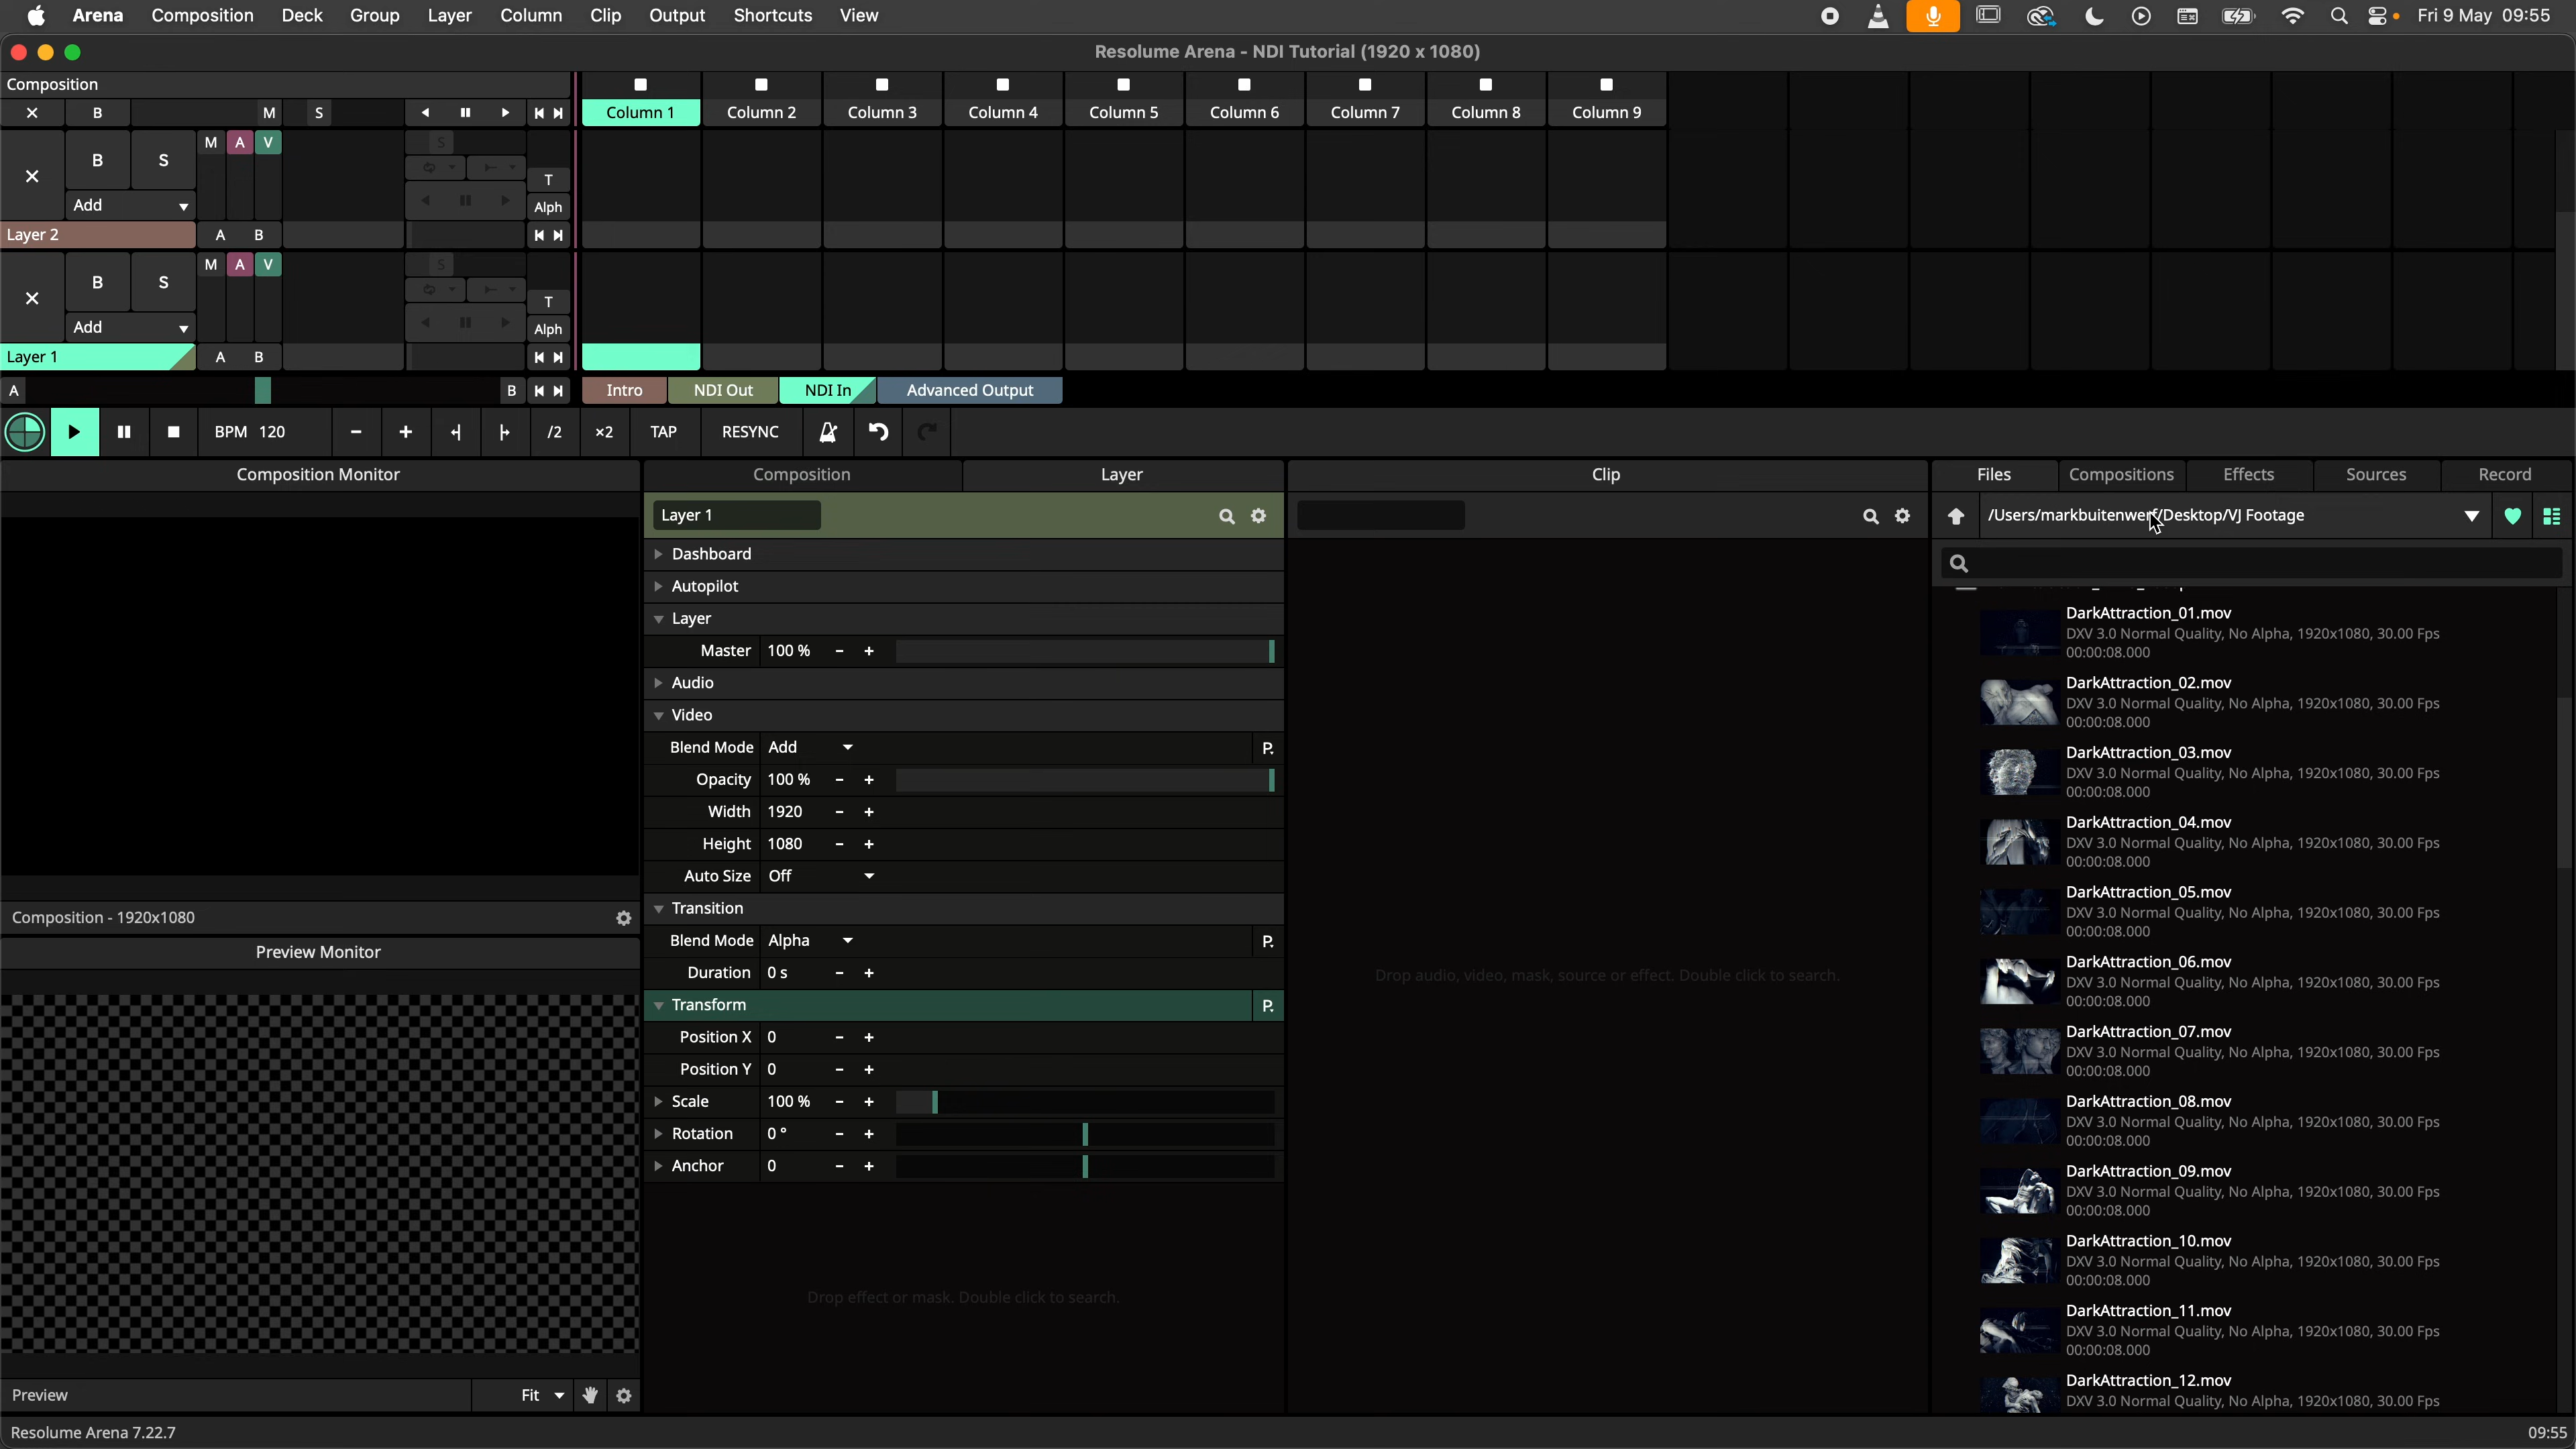 Arena Composition Deck Group Layer Column Clip Output Shortcuts View Fri 9 May 09:55
Resolume Arena - NDI Tutorial (1920 x 1080)
Composition
B M S
Column 1 Column 2 Column 3 Column 4 Column 5 Column 6 Column 7 Column 8 Column 9
B S M A V S
T
Add Alph
Layer 2 A B
B S M A V S
T
Add Alph
Layer 1 A B
A B Intro NDI Out NDI In Advanced Output
BPM 120 - + /2 ×2 TAP RESYNC
Composition Monitor
Composition - 1920x1080
Preview Monitor
Preview Fit
Composition Layer
Layer 1
Dashboard
Autopilot
Layer
Master 100 % - +
Audio
Video
Blend Mode Add P.
Opacity 100 % - +
Width 1920 - +
Height 1080 - +
Auto Size Off
Transition
Blend Mode Alpha P.
Duration 0 s - +
Transform P.
Position X 0 - +
Position Y 0 - +
Scale 100 % - +
Rotation 0 ° - +
Anchor 0 - +
Drop effect or mask. Double click to search.
Clip
Drop audio, video, mask, source or effect. Double click to search.
Files Compositions Effects Sources Record
/Users/markbuitenwerf/Desktop/VJ Footage
DarkAttraction_01.mov
DXV 3.0 Normal Quality, No Alpha, 1920x1080, 30.00 Fps
00:00:08.000
DarkAttraction_02.mov
DXV 3.0 Normal Quality, No Alpha, 1920x1080, 30.00 Fps
00:00:08.000
DarkAttraction_03.mov
DXV 3.0 Normal Quality, No Alpha, 1920x1080, 30.00 Fps
00:00:08.000
DarkAttraction_04.mov
DXV 3.0 Normal Quality, No Alpha, 1920x1080, 30.00 Fps
00:00:08.000
DarkAttraction_05.mov
DXV 3.0 Normal Quality, No Alpha, 1920x1080, 30.00 Fps
00:00:08.000
DarkAttraction_06.mov
DXV 3.0 Normal Quality, No Alpha, 1920x1080, 30.00 Fps
00:00:08.000
DarkAttraction_07.mov
DXV 3.0 Normal Quality, No Alpha, 1920x1080, 30.00 Fps
00:00:08.000
DarkAttraction_08.mov
DXV 3.0 Normal Quality, No Alpha, 1920x1080, 30.00 Fps
00:00:08.000
DarkAttraction_09.mov
DXV 3.0 Normal Quality, No Alpha, 1920x1080, 30.00 Fps
00:00:08.000
DarkAttraction_10.mov
DXV 3.0 Normal Quality, No Alpha, 1920x1080, 30.00 Fps
00:00:08.000
DarkAttraction_11.mov
DXV 3.0 Normal Quality, No Alpha, 1920x1080, 30.00 Fps
00:00:08.000
DarkAttraction_12.mov
DXV 3.0 Normal Quality, No Alpha, 1920x1080, 30.00 Fps
Resolume Arena 7.22.7 09:55